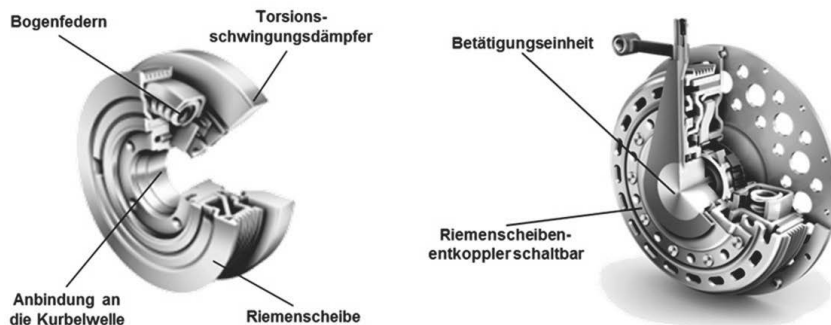 Bogenfedern
Torsions-
schwingungsdämpfer
Anbindung an
die Kurbelwelle
Riemenscheibe
Betätigungseinheit
Riemenscheiben-
entkoppler schaltbar